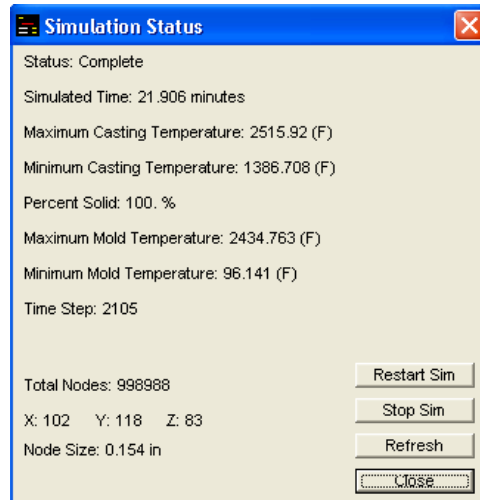 Simulation Status
Status: Complete
Simulated Time: 21.906 minutes
Maximum Casting Temperature: 2515.92 (F)
Minimum Casting Temperature: 1386.708 (F)
Percent Solid: 100. %
Maximum Mold Temperature: 2434.763 (F)
Minimum Mold Temperature: 96.141 (F)
Time Step: 2105
Total Nodes: 998988
X: 102 Y: 118 Z: 83
Node Size: 0.154 in
Restart Sim
Stop Sim
Refresh
Close